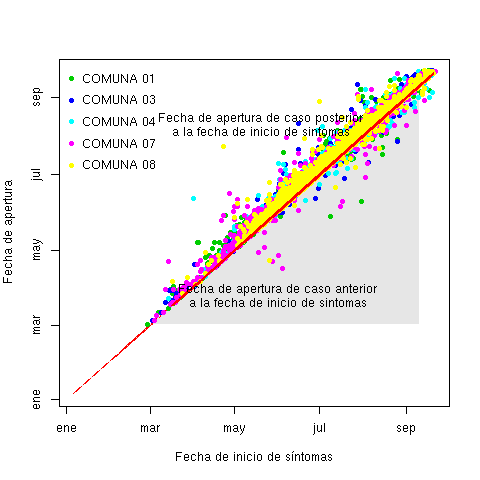 COMUNA 01
COMUNA 03
COMUNA 04
COMUNA 07
COMUNA 08
Fecha de apertura de caso posterior
a la fecha de inicio de sintomas
Fecha de apertura de caso anterior
a la fecha de inicio de sintomas
Fecha de apertura
ene
mar
may
jul
sep
ene
mar
may
jul
sep
Fecha de inicio de síntomas